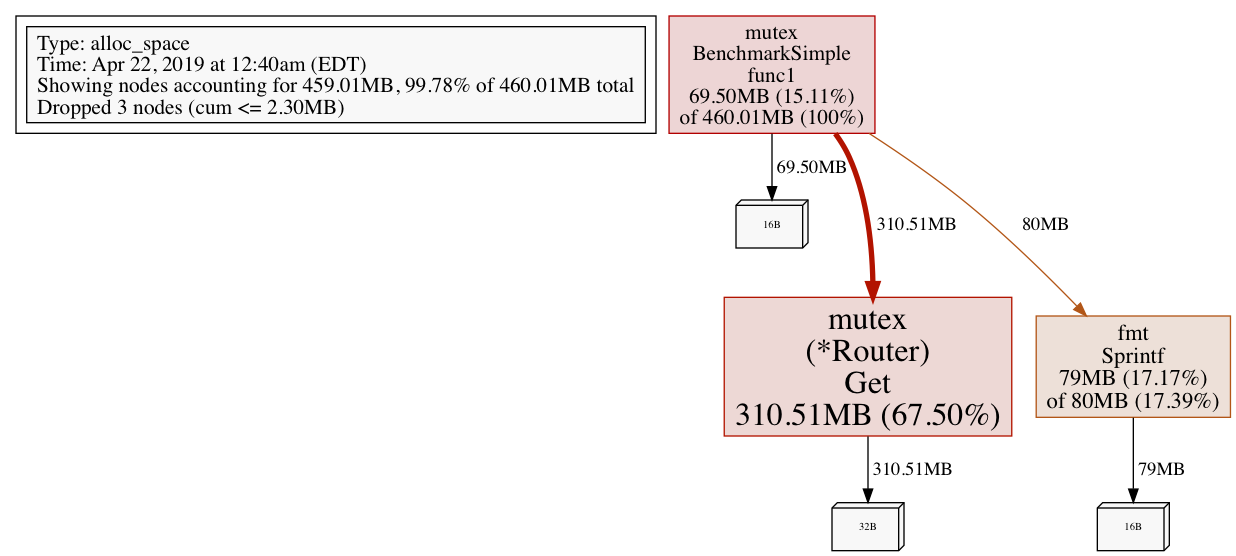 Type: alloc_space
Time: Apr 22, 2019 at 12:40am (EDT)
Showing nodes accounting for 459.01MB, 99.78% of 460.01MB total
Dropped 3 nodes (cum <= 2.30MB)
mutex
BenchmarkSimple
func1
69.50MB (15.11%)
of 460.01MB (100%)
69.50MB
16B
310.51MB
80MB
mutex
(*Router)
Get
310.51MB (67.50%)
fmt
Sprintf
79MB (17.17%)
of 80MB (17.39%)
310.51MB
79MB
32B
16B